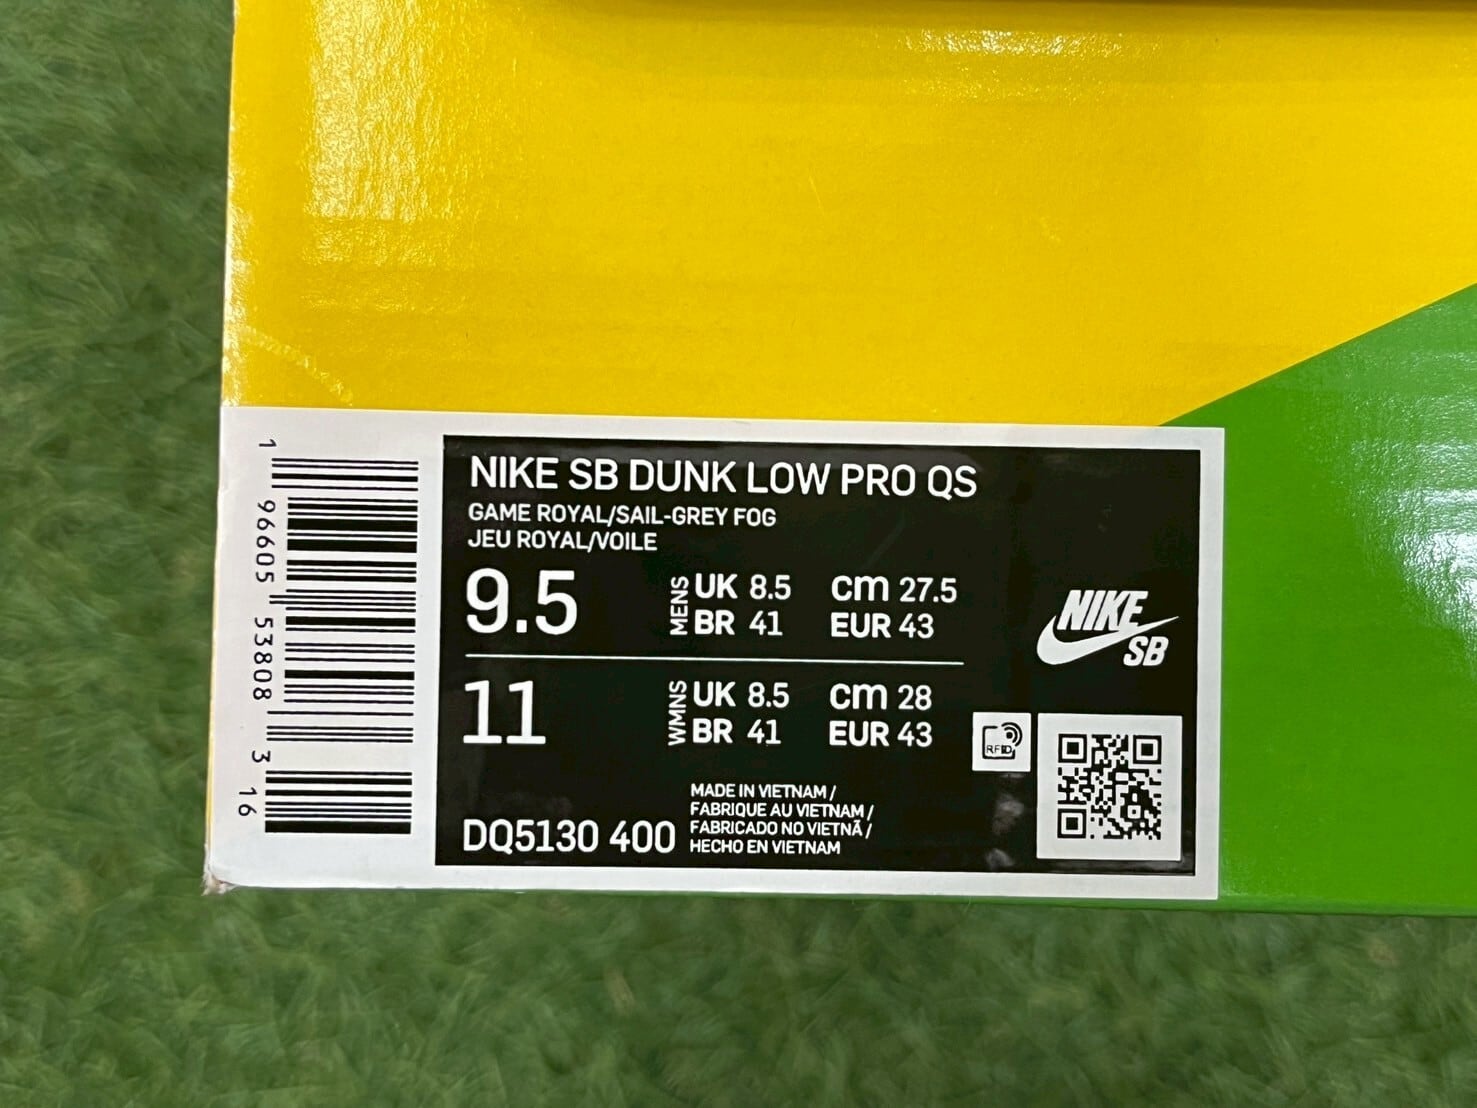 1 96605 53808 3 16
NIKE SB DUNK LOW PRO QS
GAME ROYAL/SAIL-GREY FOG
JEU ROYAL/VOILE
9.5 MENS UK 8.5 cm 27.5
BR 41 EUR 43
11 WMNS UK 8.5 cm 28
BR 41 EUR 43
NIKE
SB
RFID
DQ5130 400
MADE IN VIETNAM /
FABRIQUE AU VIETNAM /
FABRICADO NO VIETNÃ /
HECHO EN VIETNAM